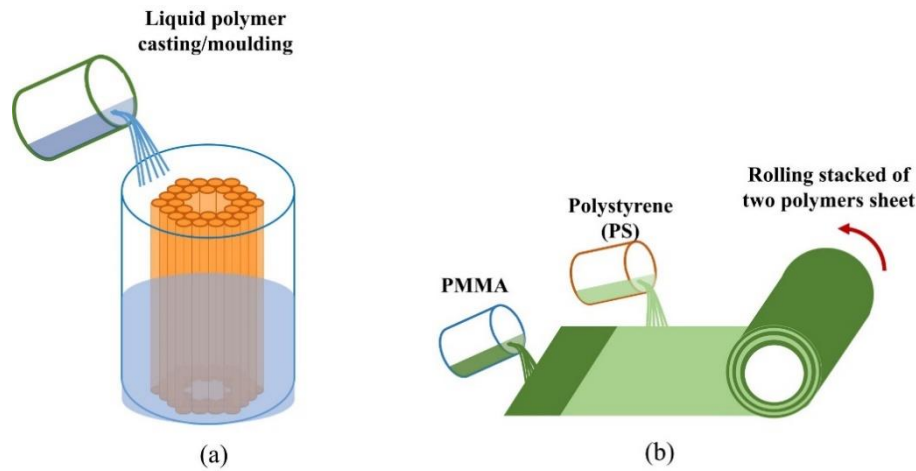 Liquid polymer
casting/moulding
(a)
Rolling stacked of
two polymers sheet
Polystyrene
(PS)
PMMA
(b)